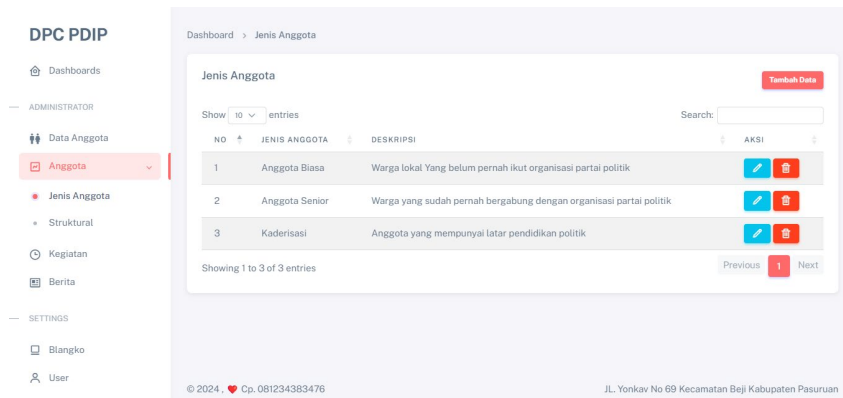 DPC PDIP
Dashboards
ADMINISTRATOR
Data Anggota
Anggota
Jenis Anggota
Struktural
Kegiatan
Berita
SETTINGS
Blangko
User
Dashboard > Jenis Anggota
Jenis Anggota
Tambah Data
Show 10 entries
Search:
NO JENIS ANGGOTA DESKRIPSI AKSI
1 Anggota Biasa Warga lokal Yang belum pernah ikut organisasi partai politik
2 Anggota Senior Warga yang sudah pernah bergabung dengan organisasi partai politik
3 Kaderisasi Anggota yang mempunyai latar pendidikan politik
Showing 1 to 3 of 3 entries
Previous 1 Next
© 2024 , ❤ Cp. 081234383476
JL. Yonkav No 69 Kecamatan Beji Kabupaten Pasuruan